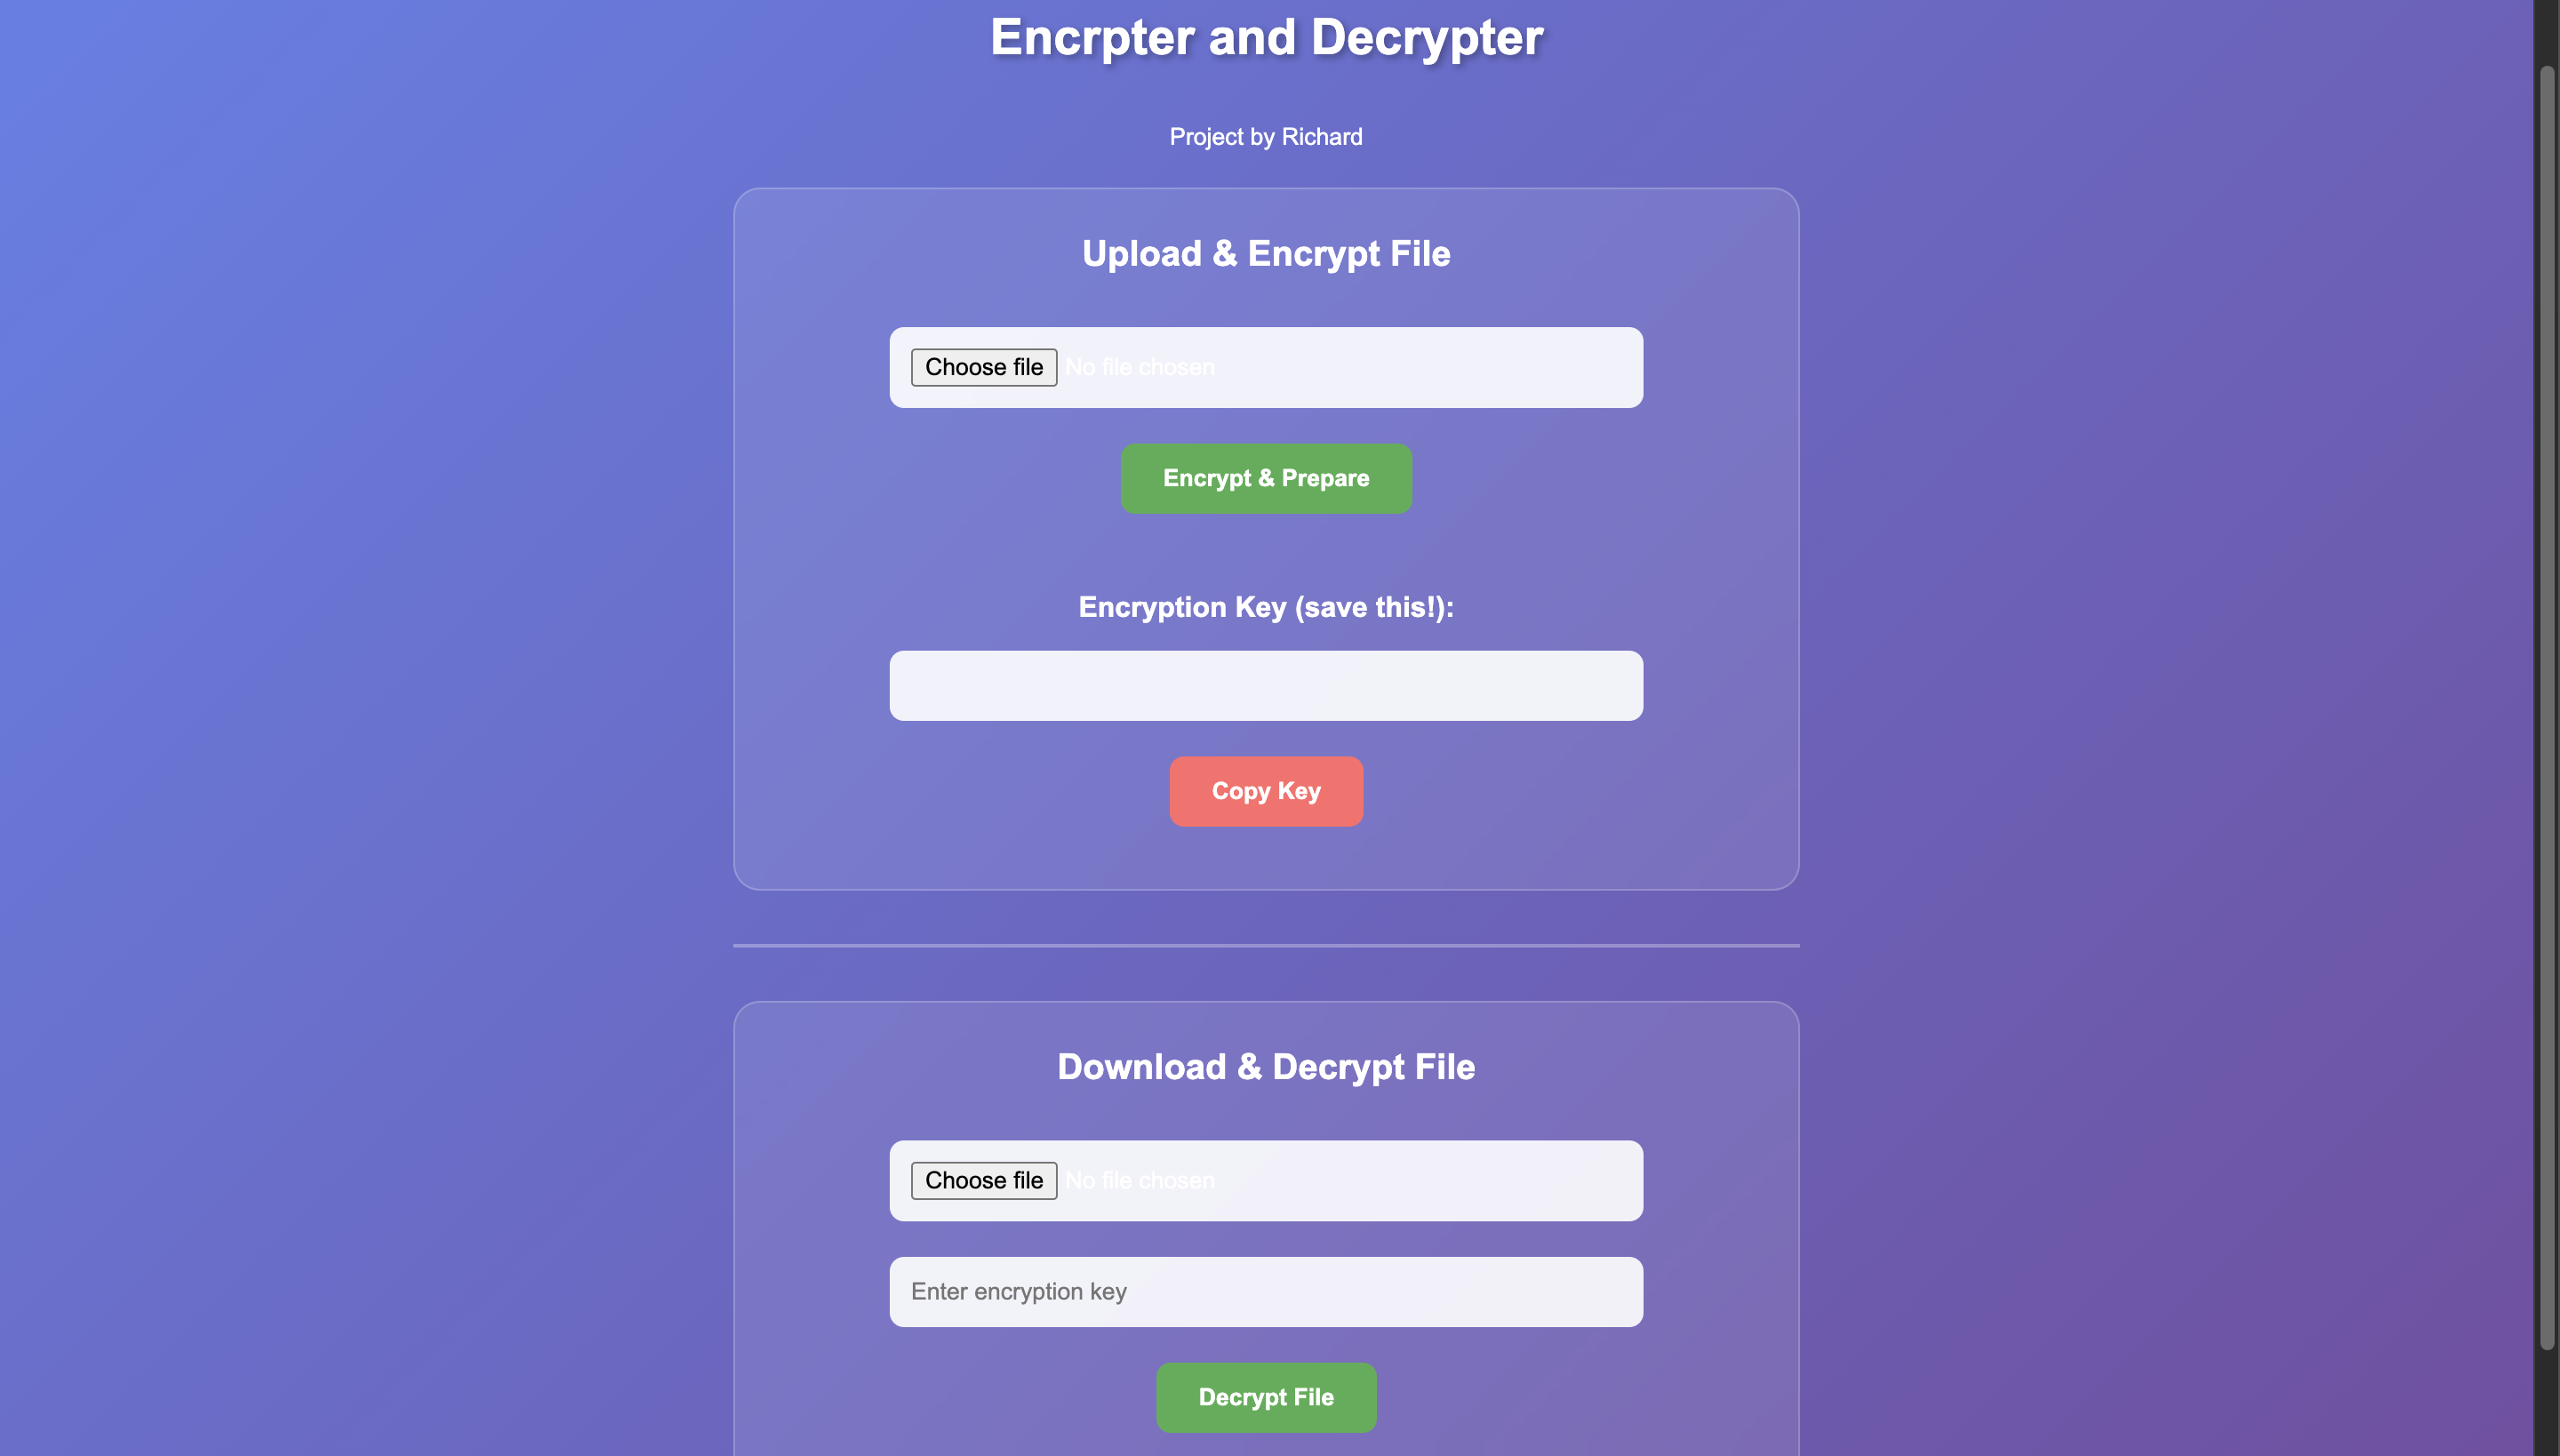 Encrpter and Decrypter
Project by Richard
Upload & Encrypt File
Choose file No file chosen
Encrypt & Prepare
Encryption Key (save this!):
Copy Key
Download & Decrypt File
Choose file No file chosen
Enter encryption key
Decrypt File